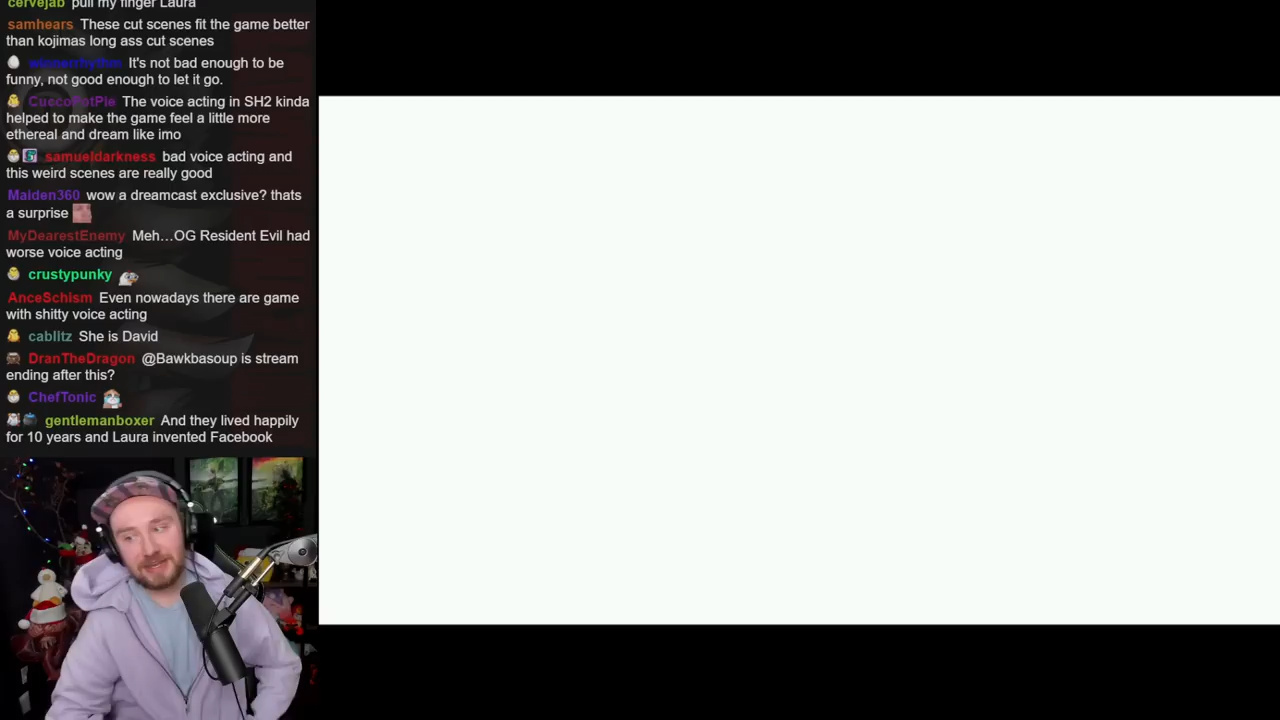 cervejab pull my finger Laura
samhears These cut scenes fit the game better
than kojimas long ass cut scenes
winnerrhythm It's not bad enough to be
funny, not good enough to let it go.
CuccoPotPie The voice acting in SH2 kinda
helped to make the game feel a little more
ethereal and dream like imo
samueldarkness bad voice acting and
this weird scenes are really good
Maiden360 wow a dreamcast exclusive? thats
a surprise
MyDearestEnemy Meh…OG Resident Evil had
worse voice acting
crustypunky
AnceSchism Even nowadays there are game
with shitty voice acting
cablitz She is David
DranTheDragon @Bawkbasoup is stream
ending after this?
ChefTonic
gentlemanboxer And they lived happily
for 10 years and Laura invented Facebook